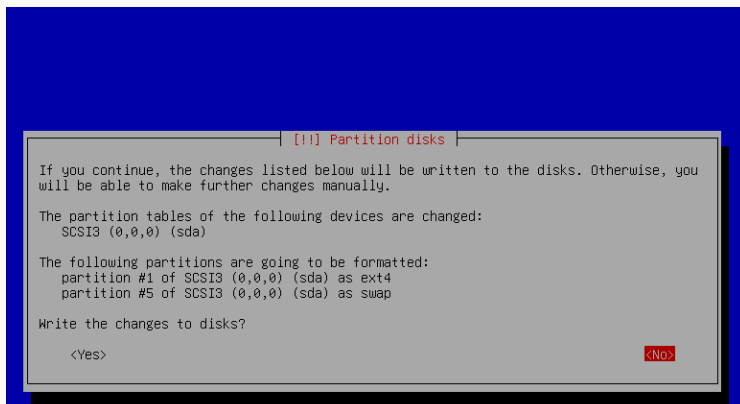 [!!] Partition disks
If you continue, the changes listed below will be written to the disks. Otherwise, you
will be able to make further changes manually.
The partition tables of the following devices are changed:
SCSI3 (0,0,0) (sda)
The following partitions are going to be formatted:
partition #1 of SCSI3 (0,0,0) (sda) as ext4
partition #5 of SCSI3 (0,0,0) (sda) as swap
Write the changes to disks?
<Yes> <No>